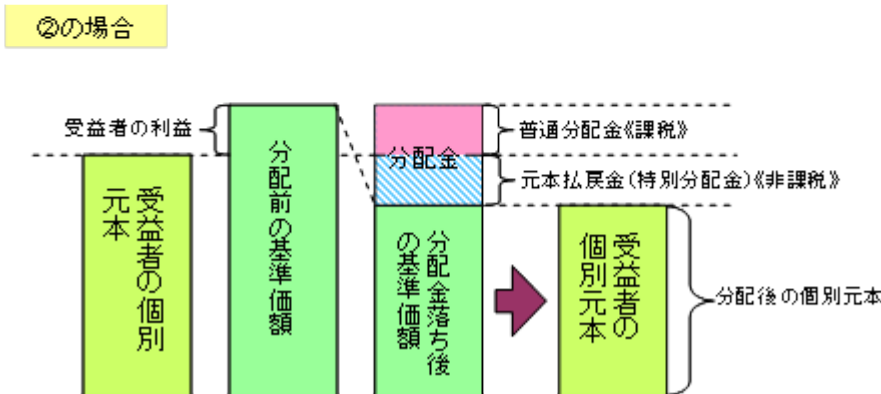 ②の場合
受益者の利益
受益者の個別
元本
分配前の基準価額
分配金
分配金落ち後
の基準価額
普通分配金《課税》
元本払戻金(特別分配金)《非課税》
受益者の
個別元本
分配後の個別元本